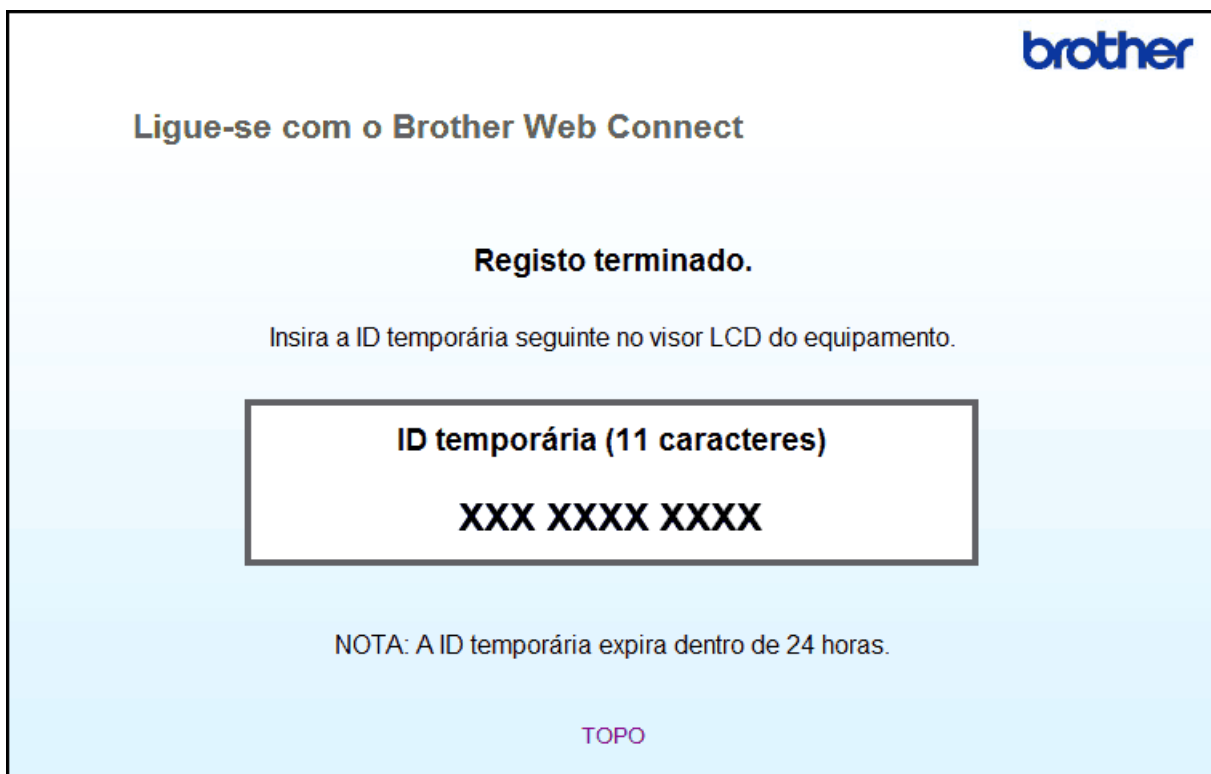 brother
Ligue-se com o Brother Web Connect
Registo terminado.
Insira a ID temporária seguinte no visor LCD do equipamento.
ID temporária (11 caracteres)
XXX XXXX XXXX
NOTA: A ID temporária expira dentro de 24 horas.
TOPO